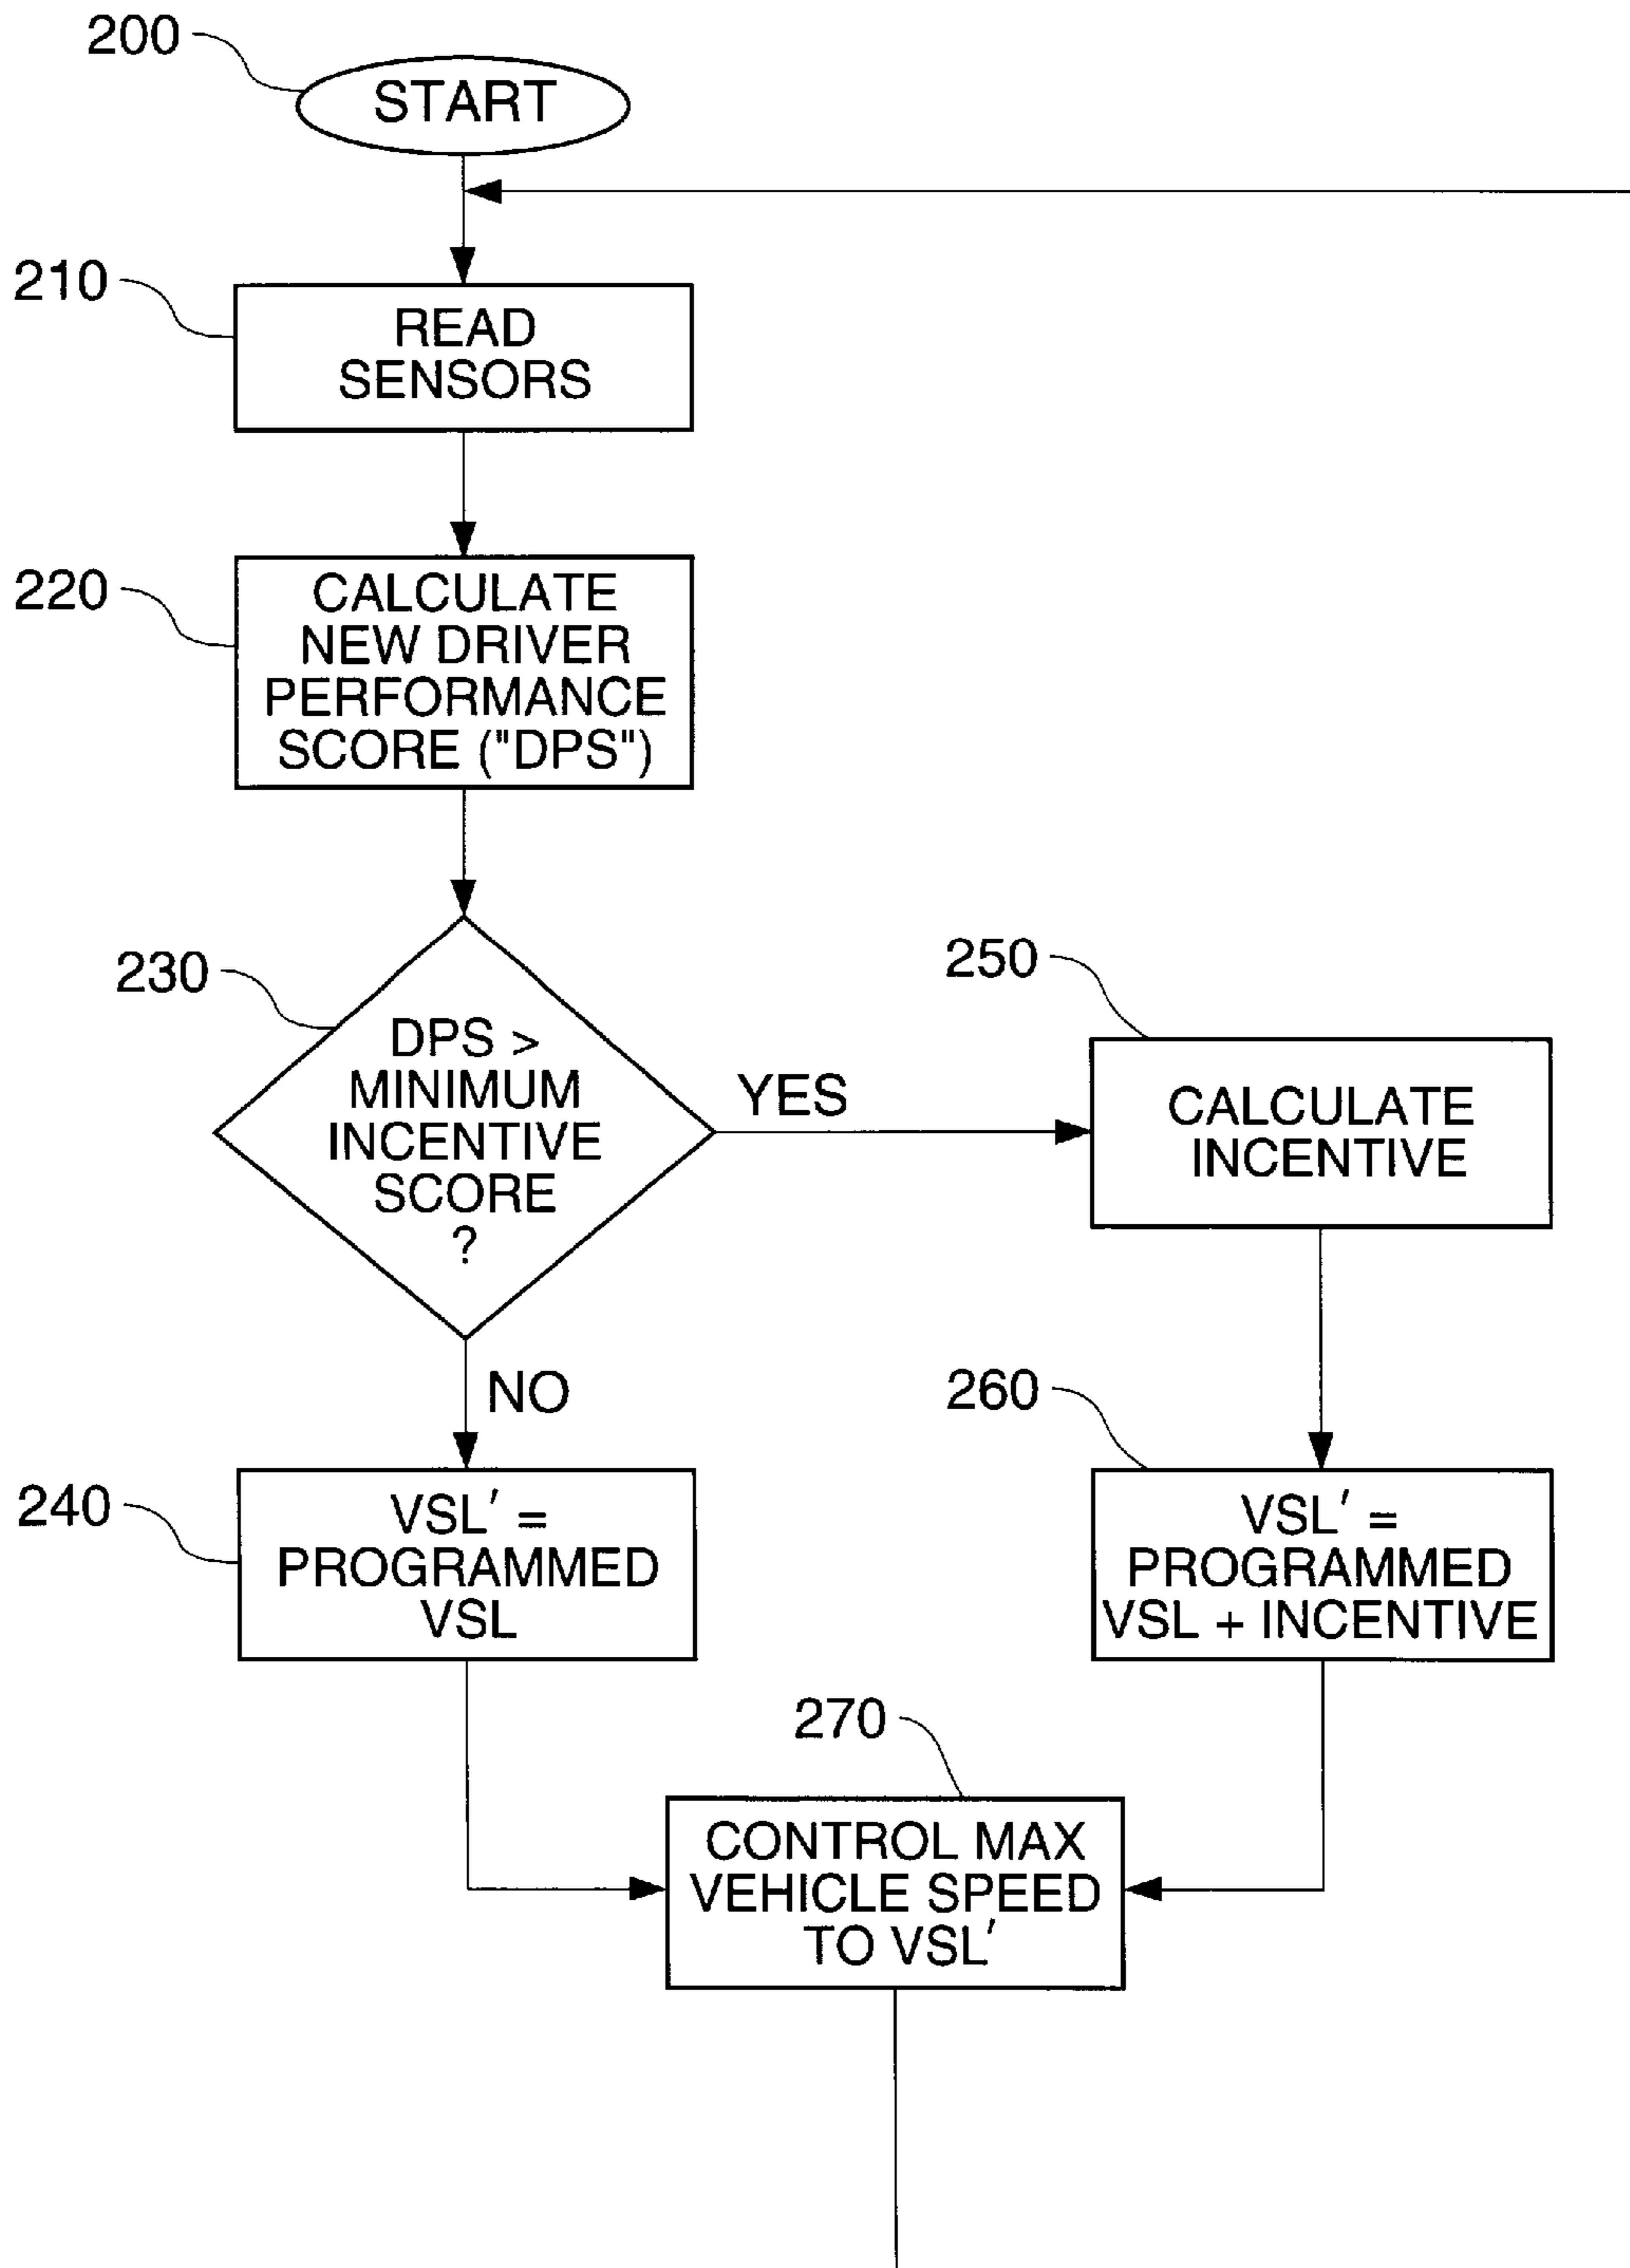 200
START
210
READ
SENSORS
220
CALCULATE
NEW DRIVER
PERFORMANCE
SCORE ("DPS")
230
DPS >
MINIMUM
INCENTIVE
SCORE
?
YES
250
CALCULATE
INCENTIVE
NO
240
VSL' =
PROGRAMMED
VSL
260
VSL' =
PROGRAMMED
VSL + INCENTIVE
270
CONTROL MAX
VEHICLE SPEED
TO VSL'